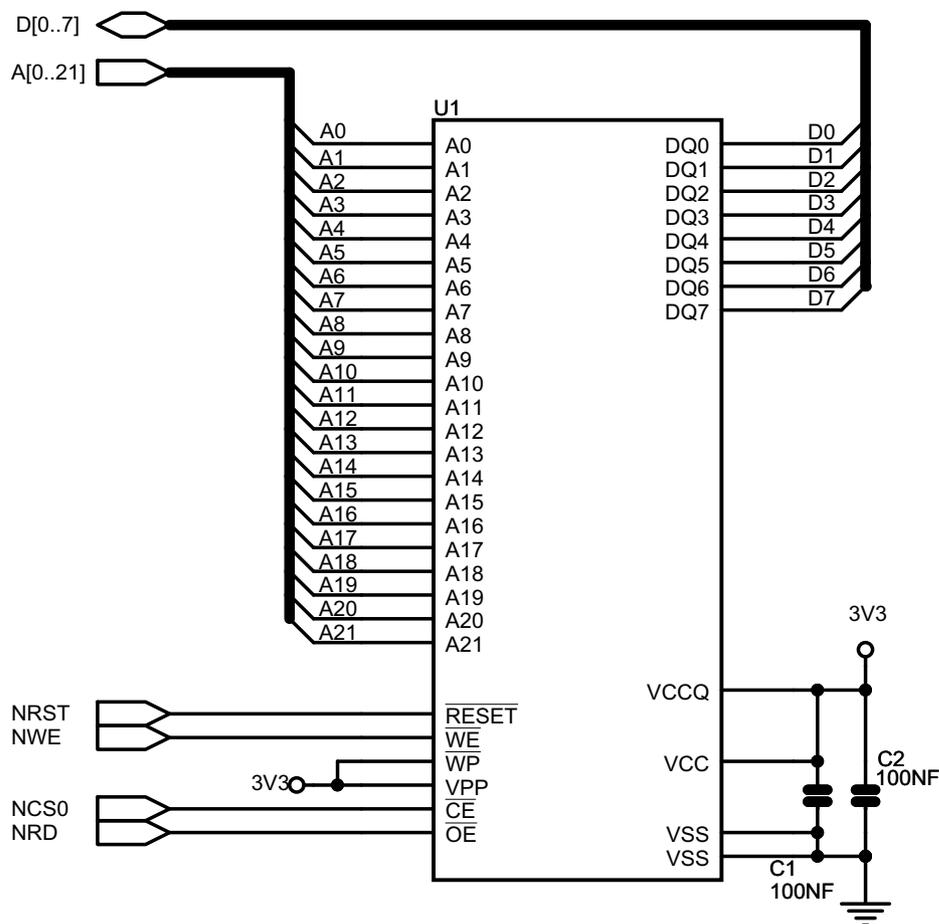 D[0..7]
A[0..21]
U1
A0
A1
A2
A3
A4
A5
A6
A7
A8
A9
A10
A11
A12
A13
A14
A15
A16
A17
A18
A19
A20
A21
A0
A1
A2
A3
A4
A5
A6
A7
A8
A9
A10
A11
A12
A13
A14
A15
A16
A17
A18
A19
A20
A21
DQ0
DQ1
DQ2
DQ3
DQ4
DQ5
DQ6
DQ7
D0
D1
D2
D3
D4
D5
D6
D7
NRST
NWE
3V3
NCS0
NRD
RESET
WE
WP
VPP
CE
OE
VCCQ
VCC
VSS
VSS
3V3
C2
100NF
C1
100NF